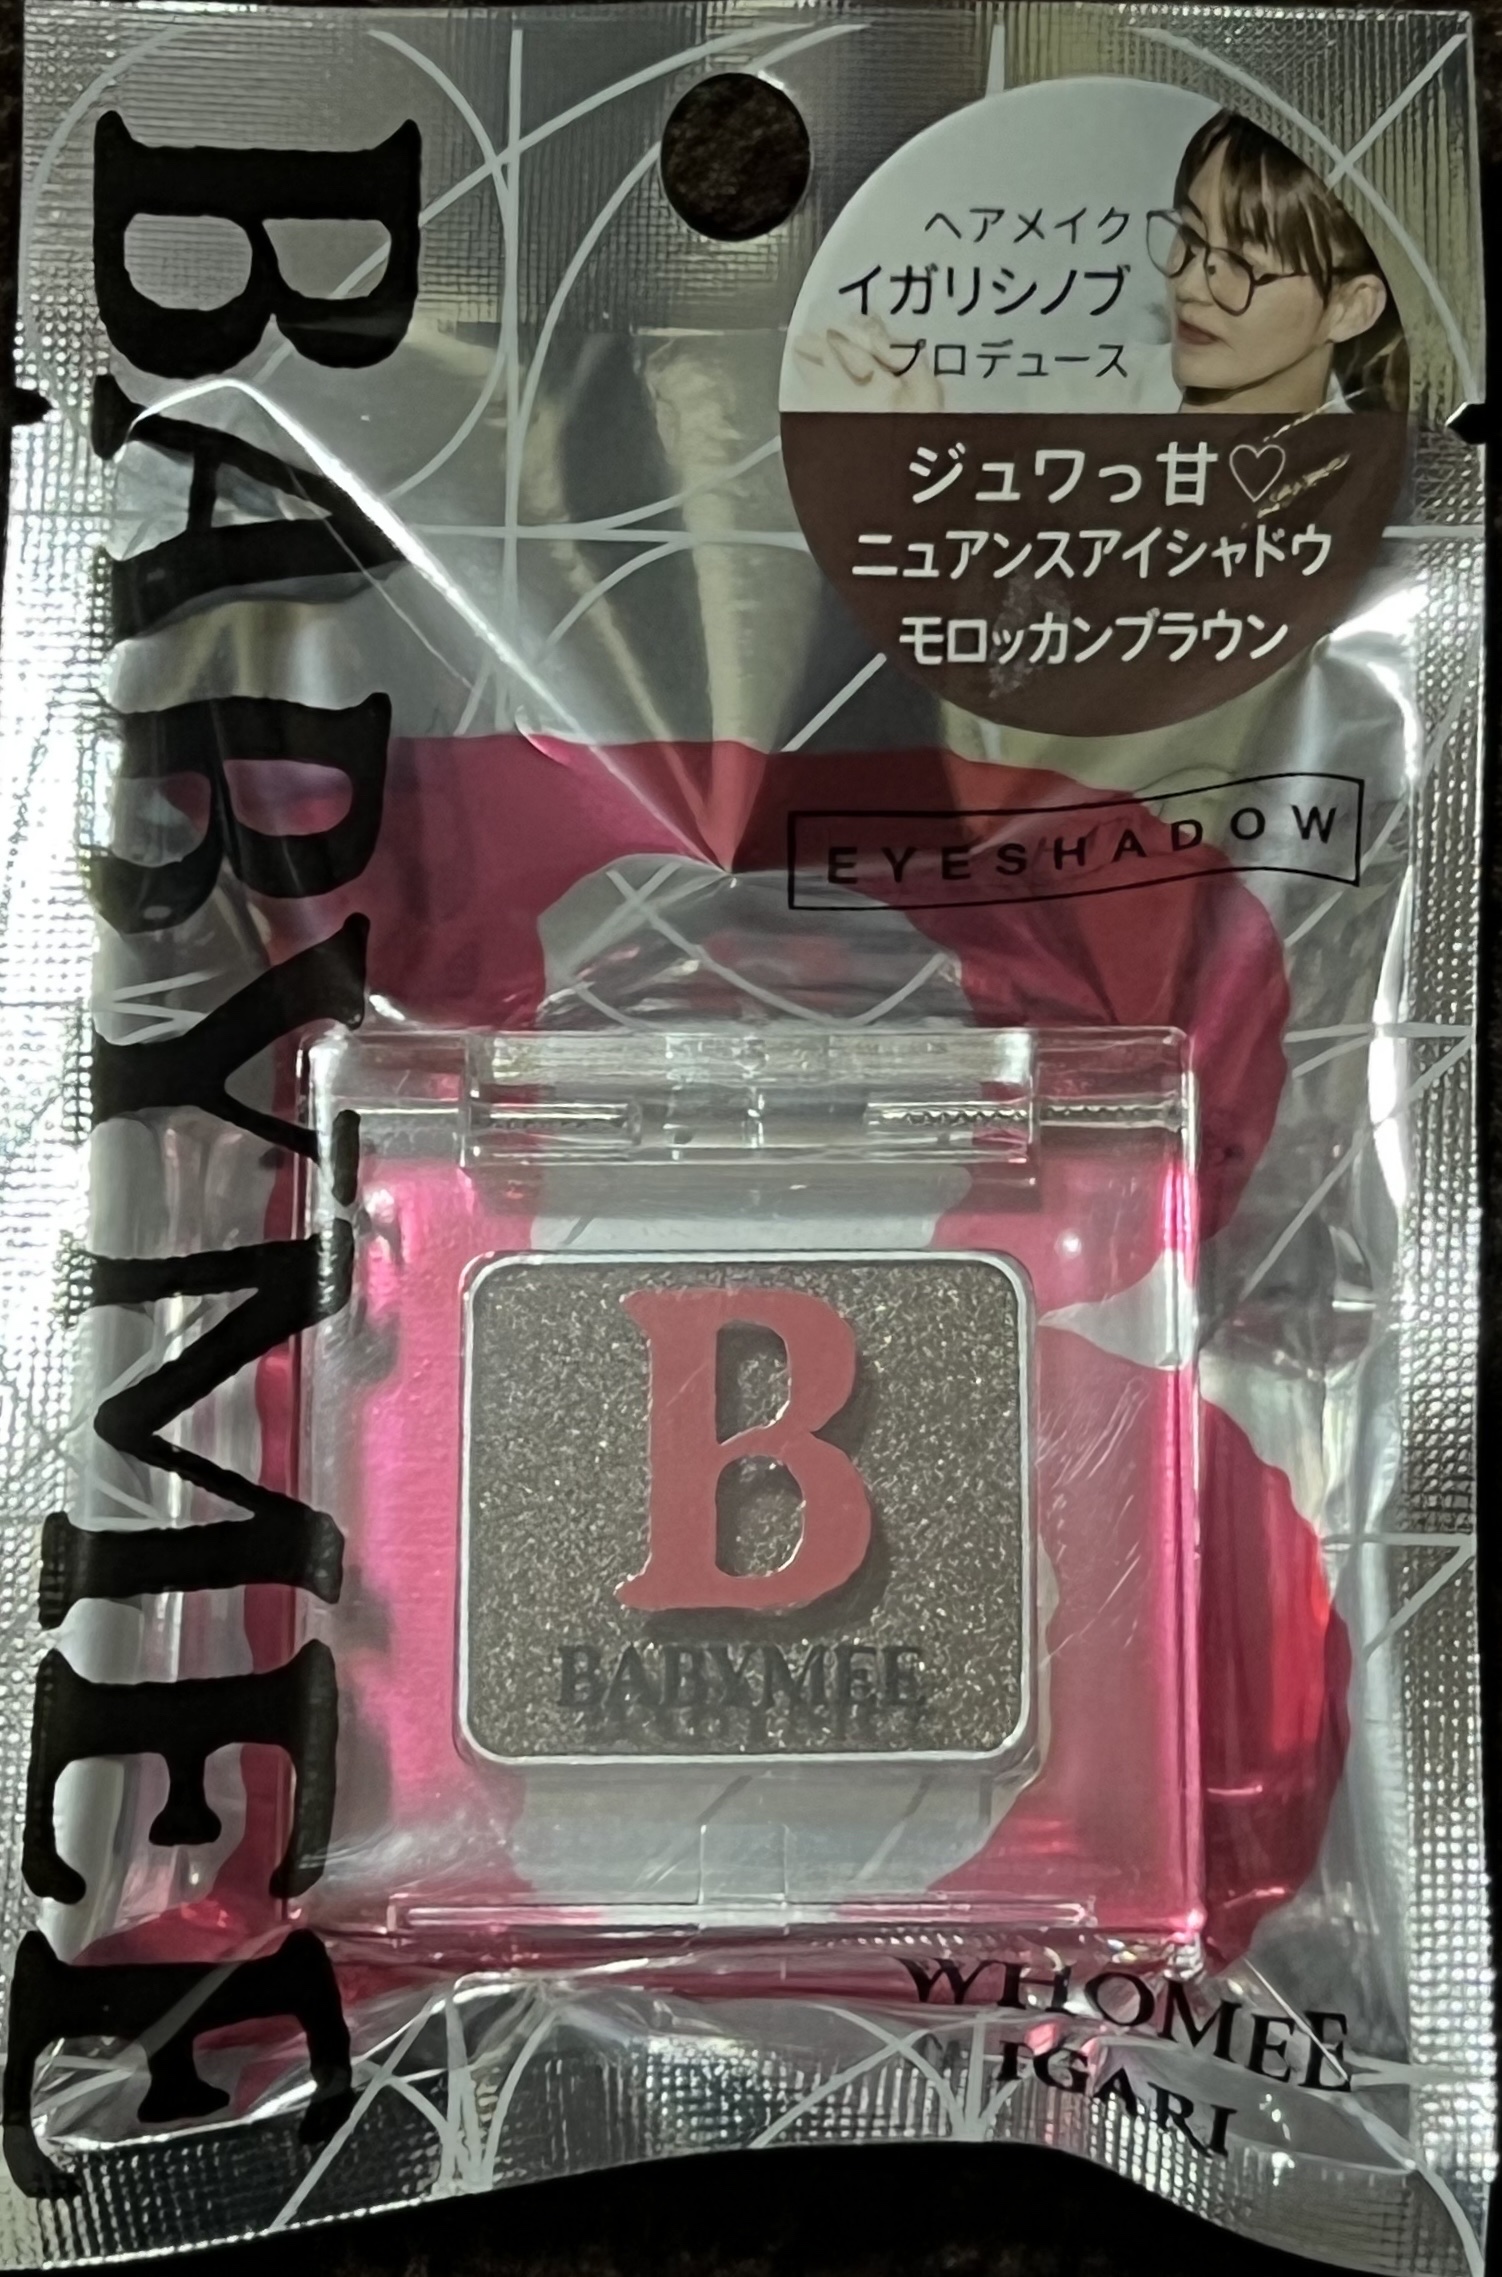 BABYMEE
ヘアメイク
イガリシノブ
プロデュース
ジュワっ甘♡
ニュアンスアイシャドウ
モロッカンブラウン
EYESHADOW
B
BABYMEE
WHOMEE
IGARI